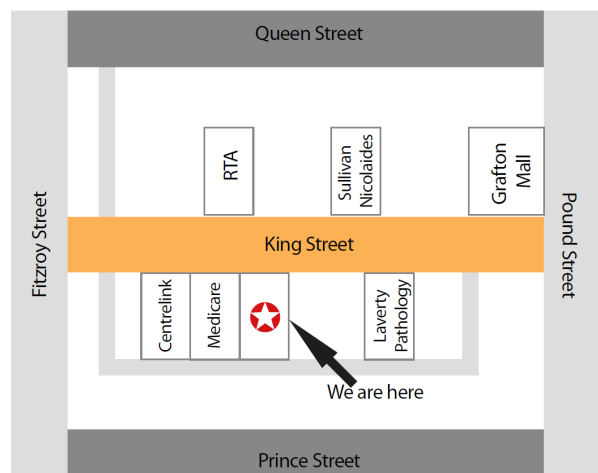 Queen Street
RTA
Sullivan
Nicolaides
Grafton
Mall
Fitzroy Street
King Street
Pound Street
Centrelink
Medicare
Laverty
Pathology
We are here
Prince Street